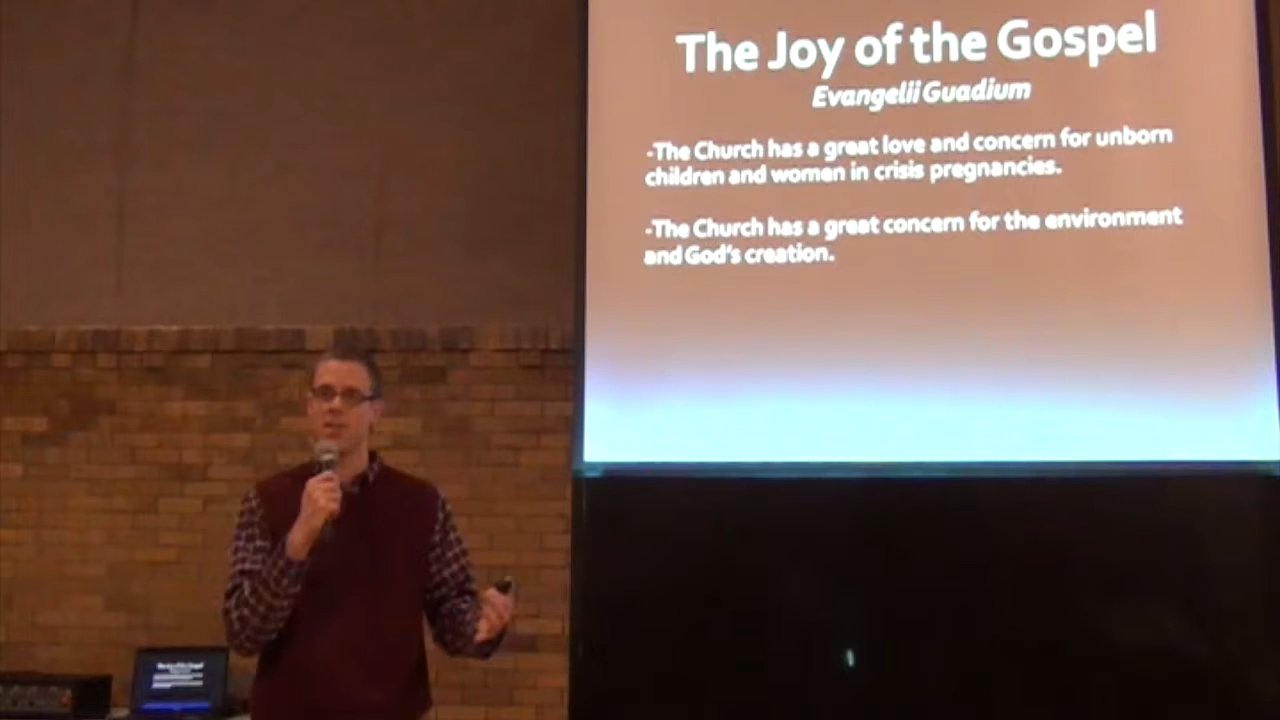 The Joy of the Gospel
Evangelii Guadium
-The Church has a great love and concern for unborn
children and women in crisis pregnancies.
-The Church has a great concern for the environment
and God's creation.